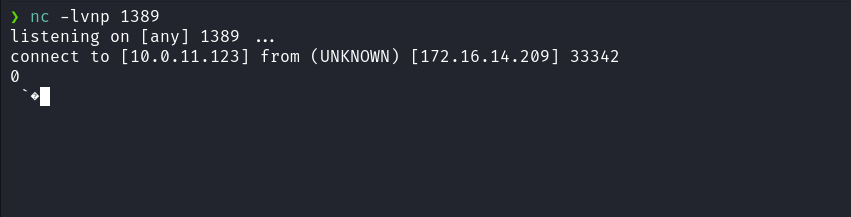 ❯ nc -lvnp 1389
listening on [any] 1389 ...
connect to [10.0.11.123] from (UNKNOWN) [172.16.14.209] 33342
0
`�